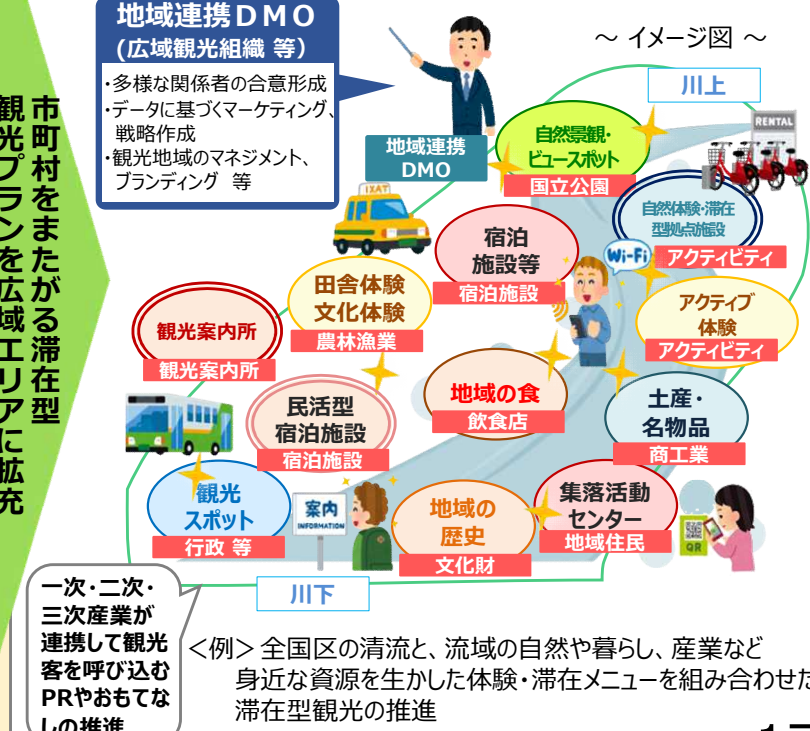 市町村をまたがる滞在型
観光プランを広域エリアに拡充
地域連携DMO
(広域観光組織 等)
・多様な関係者の合意形成
・データに基づくマーケティング、
戦略作成
・観光地域のマネジメント、
ブランディング 等
～ イメージ図 ～
地域連携
DMO
川上
RENTAL
自然景観・
ビュースポット
国立公園
自然体験・滞在
型拠点施設
アクティビティ
TAXI
宿泊
施設等
宿泊施設
Wi-Fi
田舎体験
文化体験
農林漁業
アクティブ
体験
アクティビティ
観光案内所
観光案内所
民活型
宿泊施設
宿泊施設
地域の食
飲食店
土産・
名物品
商工業
観光
スポット
行政 等
案内
INFORMATION
地域の
歴史
文化財
集落活動
センター
地域住民
QR
川下
一次・二次・
三次産業が
連携して観光
客を呼び込む
PRやおもてな
しの推進
＜例＞ 全国区の清流と、流域の自然や暮らし、産業など
身近な資源を生かした体験・滞在メニューを組み合わせた
滞在型観光の推進